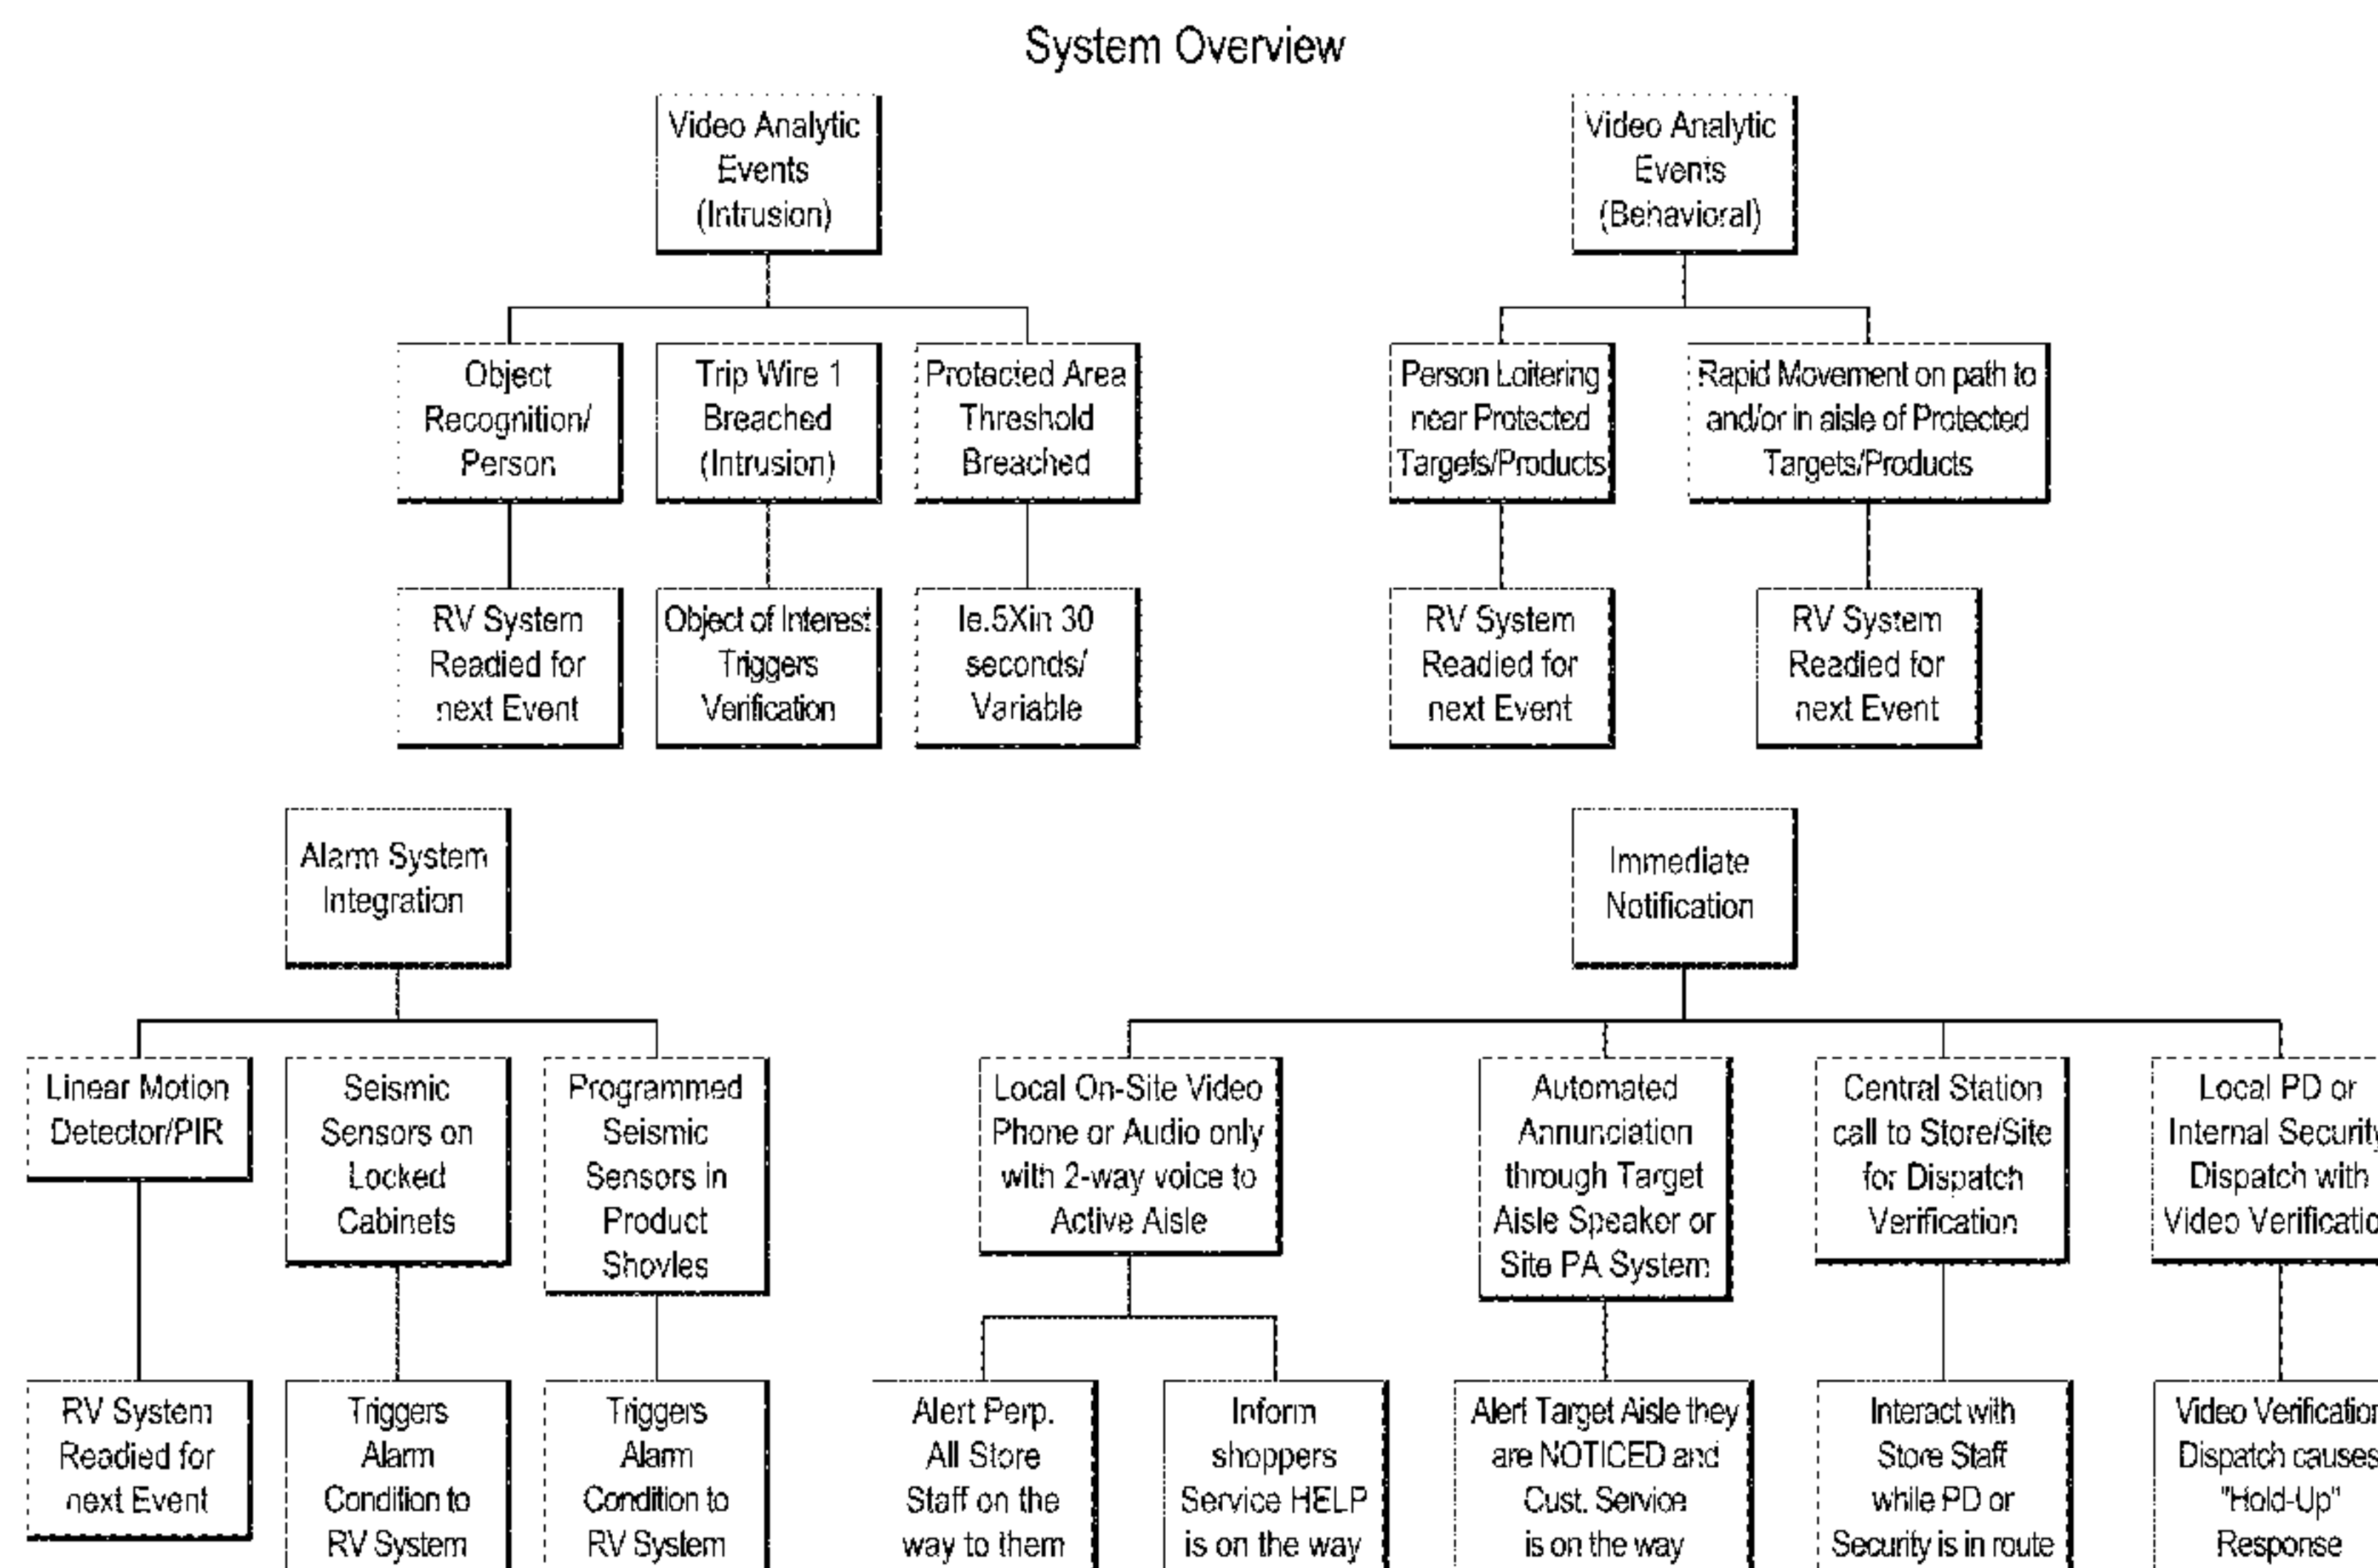 System Overview
Video Analytic
Events
(Intrusion)
Video Analytic
Events
(Behavioral)
Object
Recognition/
Person
Trip Wire 1
Breached
(Intrusion)
Protected Area
Threshold
Breached
Person Loitering
near Protected
Targets/Products
Rapid Movement on path to
and/or in aisle of Protected
Targets/Products
RV System
Readied for
next Event
Object of Interest
Triggers
Verification
Ie.5Xin 30
seconds/
Variable
RV System
Readied for
next Event
RV System
Readied for
next Event
Alarm System
Integration
Immediate
Notification
Linear Motion
Detector/PIR
Seismic
Sensors on
Locked
Cabinets
Programmed
Seismic
Sensors in
Product
Shovles
Local On-Site Video
Phone or Audio only
with 2-way voice to
Active Aisle
Automated
Annunciation
through Target
Aisle Speaker or
Site PA System
Central Station
call to Store/Site
for Dispatch
Verification
Local PD or
Internal Security
Dispatch with
Video Verificatio
RV System
Readied for
next Event
Triggers
Alarm
Condition to
RV System
Triggers
Alarm
Condition to
RV System
Alert Perp.
All Store
Staff on the
way to them
Inform
shoppers
Service HELP
is on the way
Alert Target Aisle they
are NOTICED and
Cust. Service
is on the way
Interact with
Store Staff
while PD or
Security is in route
Video Verification
Dispatch causes
"Hold-Up"
Response